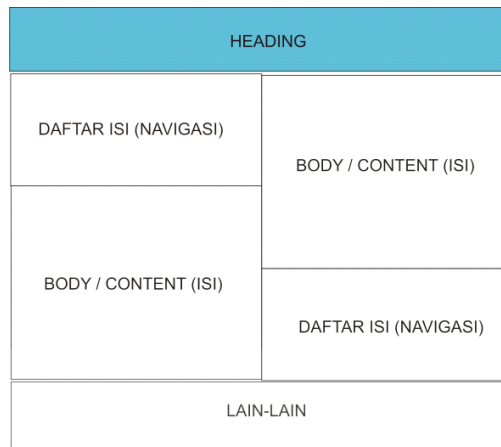 HEADING
DAFTAR ISI (NAVIGASI)
BODY / CONTENT (ISI)
BODY / CONTENT (ISI)
DAFTAR ISI (NAVIGASI)
LAIN-LAIN